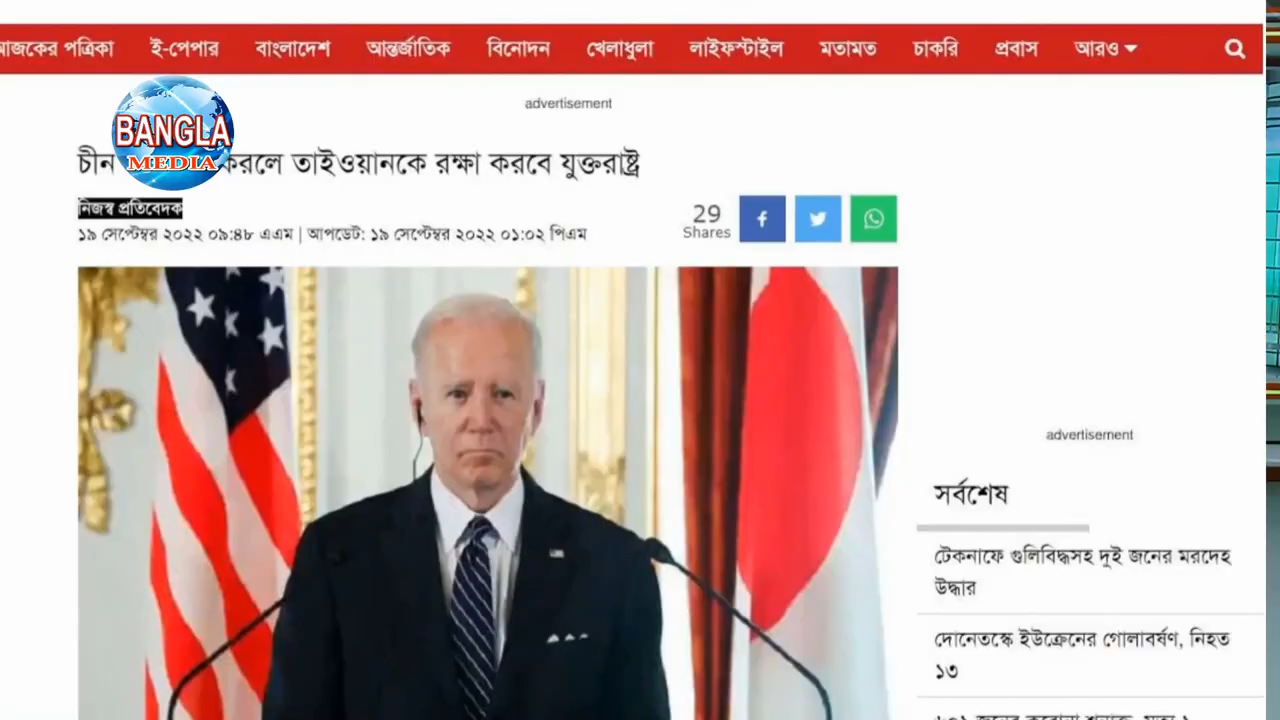 আজকের পত্রিকা ই-পেপার বাংলাদেশ আন্তর্জাতিক বিনোদন খেলাধুলা লাইফস্টাইল মতামত চাকরি প্রবাস আরও
advertisement
BANGLA
MEDIA
চীন করলে তাইওয়ানকে রক্ষা করবে যুক্তরাষ্ট্র
নিজস্ব প্রতিবেদক
১৯ সেপ্টেম্বর ২০২২ ০৯:৪৮ এএম | আপডেট: ১৯ সেপ্টেম্বর ২০২২ ০১:০২ পিএম
29
Shares
advertisement
সর্বশেষ
টেকনাফে গুলিবিদ্ধসহ দুই জনের মরদেহ
উদ্ধার
দোনেতস্কে ইউক্রেনের গোলাবর্ষণ, নিহত
১৩